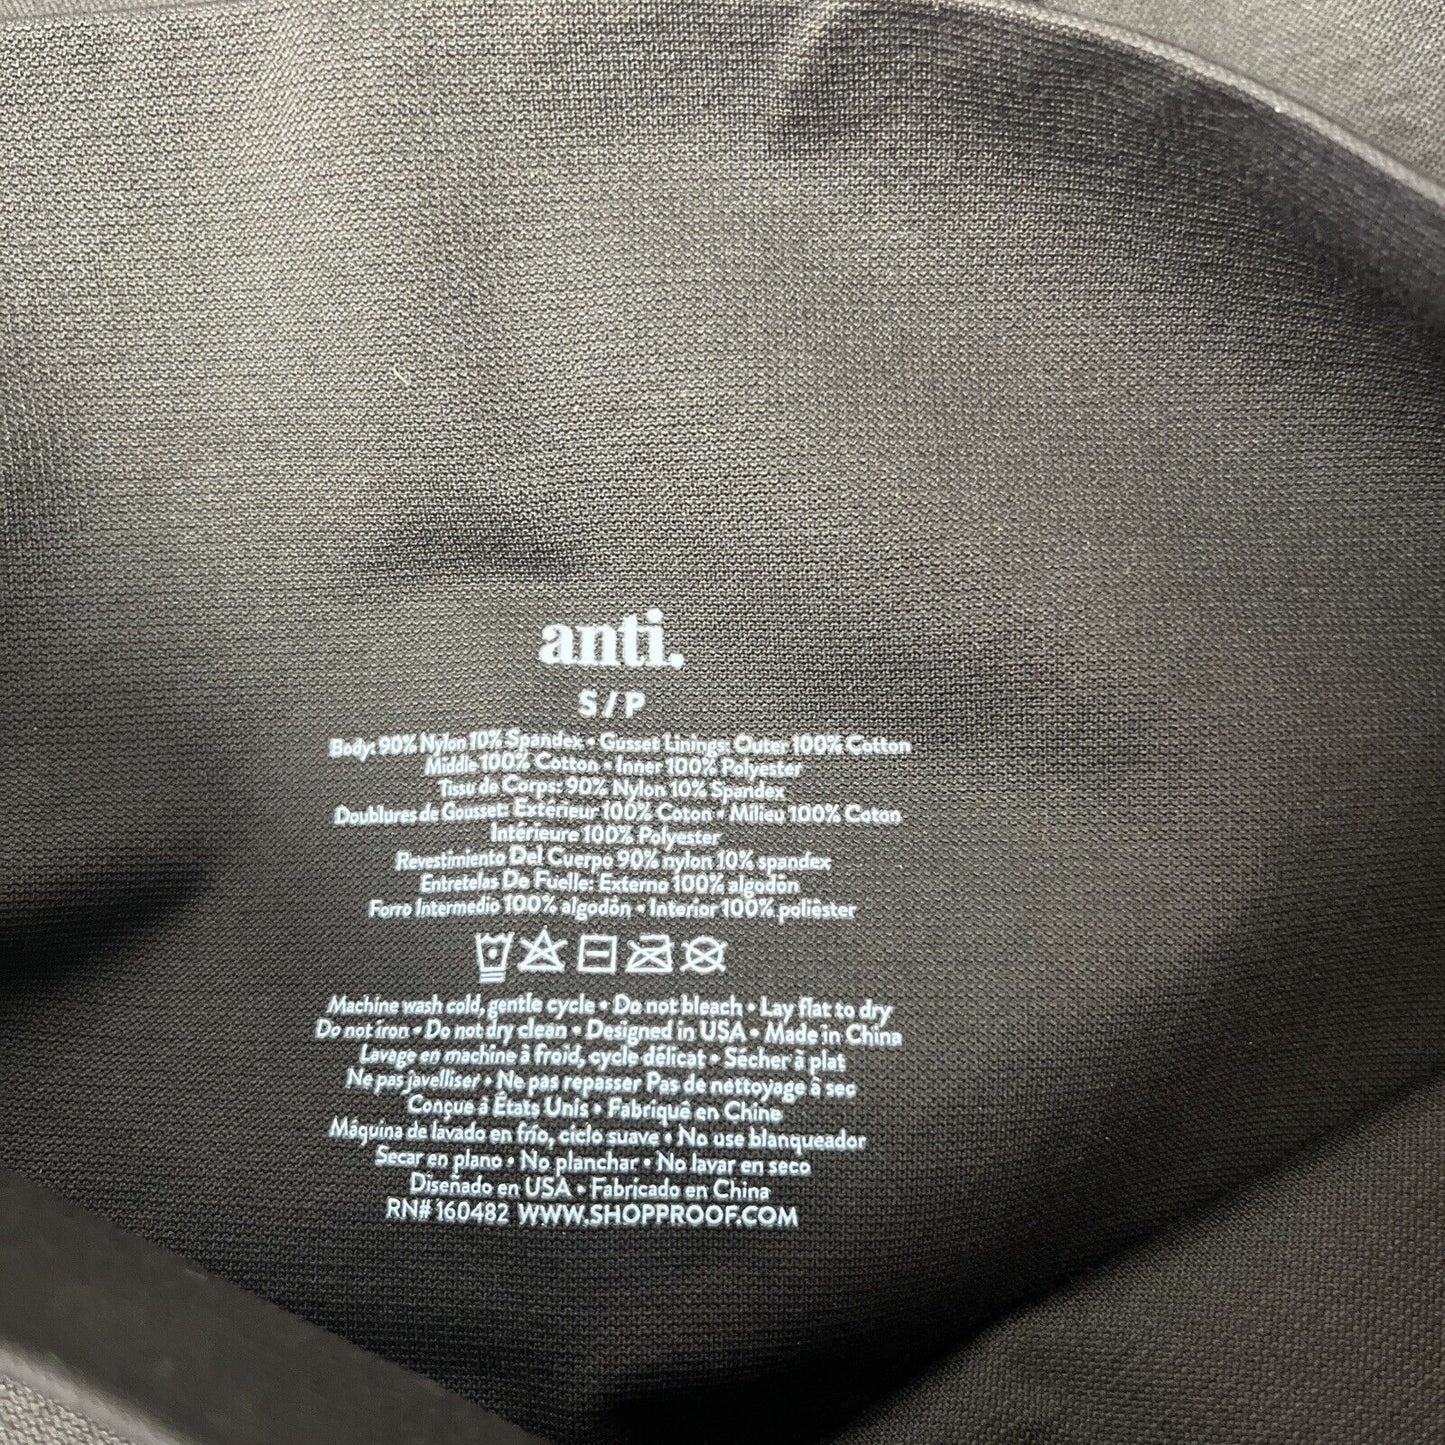 anti.
S / P
Body: 90% Nylon 10% Spandex • Gusset Linings: Outer 100% Cotton
Middle 100% Cotton • Inner 100% Polyester
Tissu de Corps: 90% Nylon 10% Spandex
Doublures de Gousset: Extérieur 100% Coton • Milieu 100% Coton
Intérieure 100% Polyester
Revestimiento Del Cuerpo 90% nylon 10% spandex
Entretelas De Fuelle: Externo 100% algodón
Forro Intermedio 100% algodón • Interior 100% poliéster
Machine wash cold, gentle cycle • Do not bleach • Lay flat to dry
Do not iron • Do not dry clean • Designed in USA • Made in China
Lavage en machine à froid, cycle délicat • Sécher à plat
Ne pas javelliser • Ne pas repasser Pas de nettoyage à sec
Conçue à États Unis • Fabriqué en Chine
Máquina de lavado en frío, ciclo suave • No use blanqueador
Secar en plano • No planchar • No lavar en seco
Diseñado en USA • Fabricado en China
RN# 160482 WWW.SHOPPROOF.COM